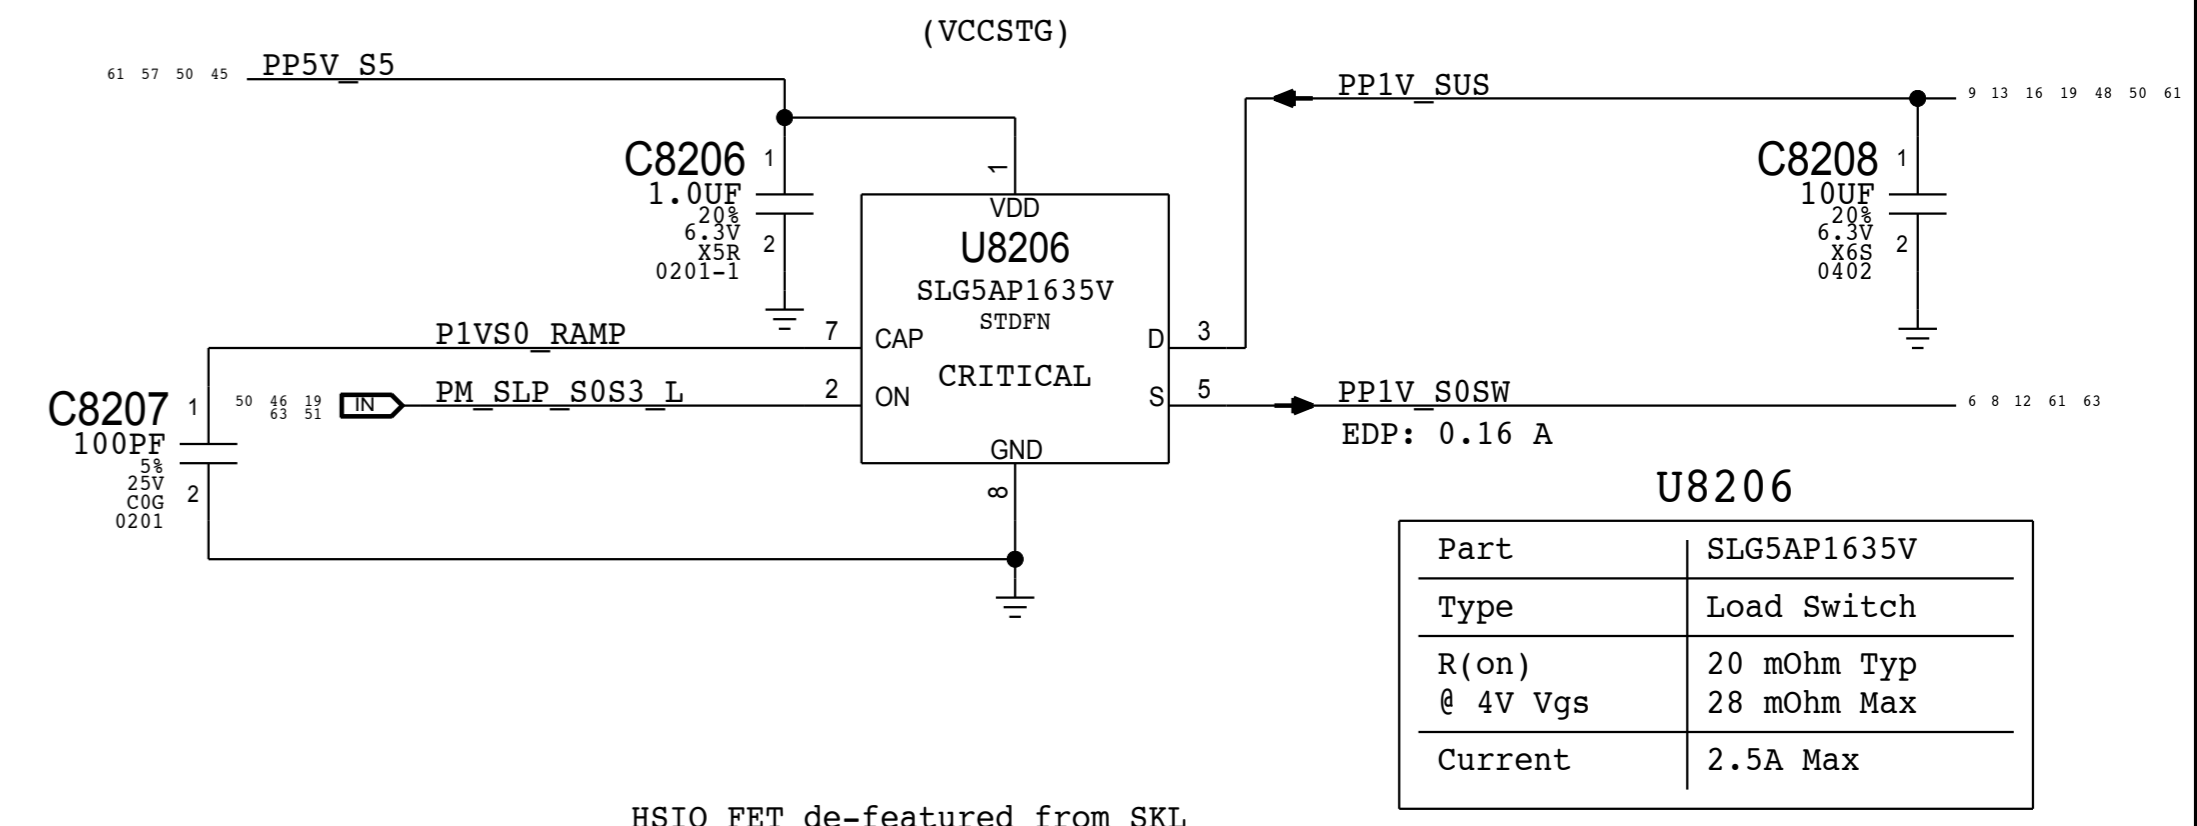 (VCCSTG)
61 57 50 45 PP5V_S5
PP1V_SUS 9 13 16 19 48 50 61
C8206 1
1.0UF
20%
6.3V
X5R
0201-1
2
1
VDD
U8206
SLG5AP1635V
STDFN
CRITICAL
C8208 1
10UF
20%
6.3V
X6S
0402
2
P1VS0_RAMP 7 CAP
D 3
50 46 19
63 51
IN PM_SLP_S0S3_L 2 ON
S 5 PP1V_S0SW 6 8 12 61 63
EDP: 0.16 A
C8207 1
100PF
5%
25V
C0G
0201
2
GND
8
U8206
Part SLG5AP1635V
Type Load Switch
R(on) 20 mOhm Typ
@ 4V Vgs 28 mOhm Max
Current 2.5A Max
HSIO FET de-featured from SKL